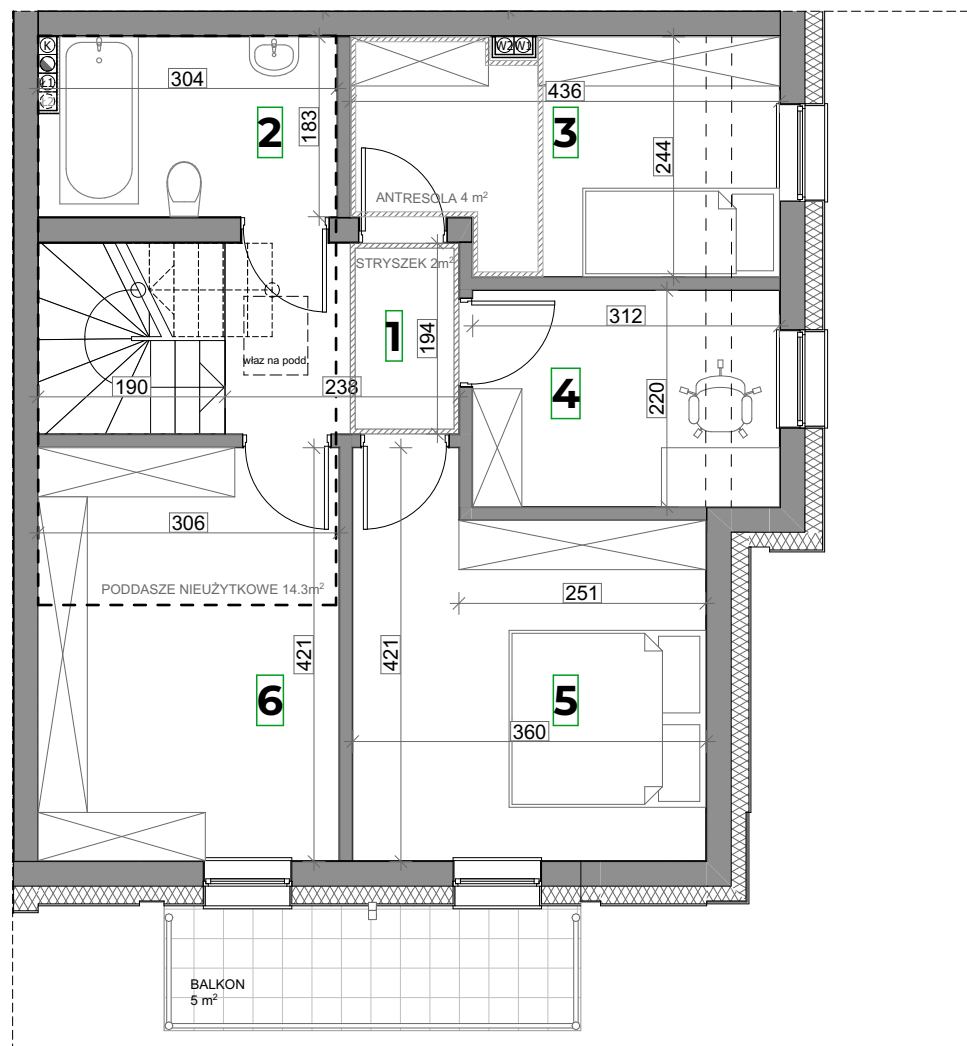 K
W2 W1
304
436
2
3
183
244
ANTRESOLA 4 m²
STRYSZEK 2m²
1
194
312
właz na podd.
190
238
4
220
306
251
PODDASZE NIEUŻYTKOWE 14.3m²
421
421
6
5
360
BALKON
5 m²